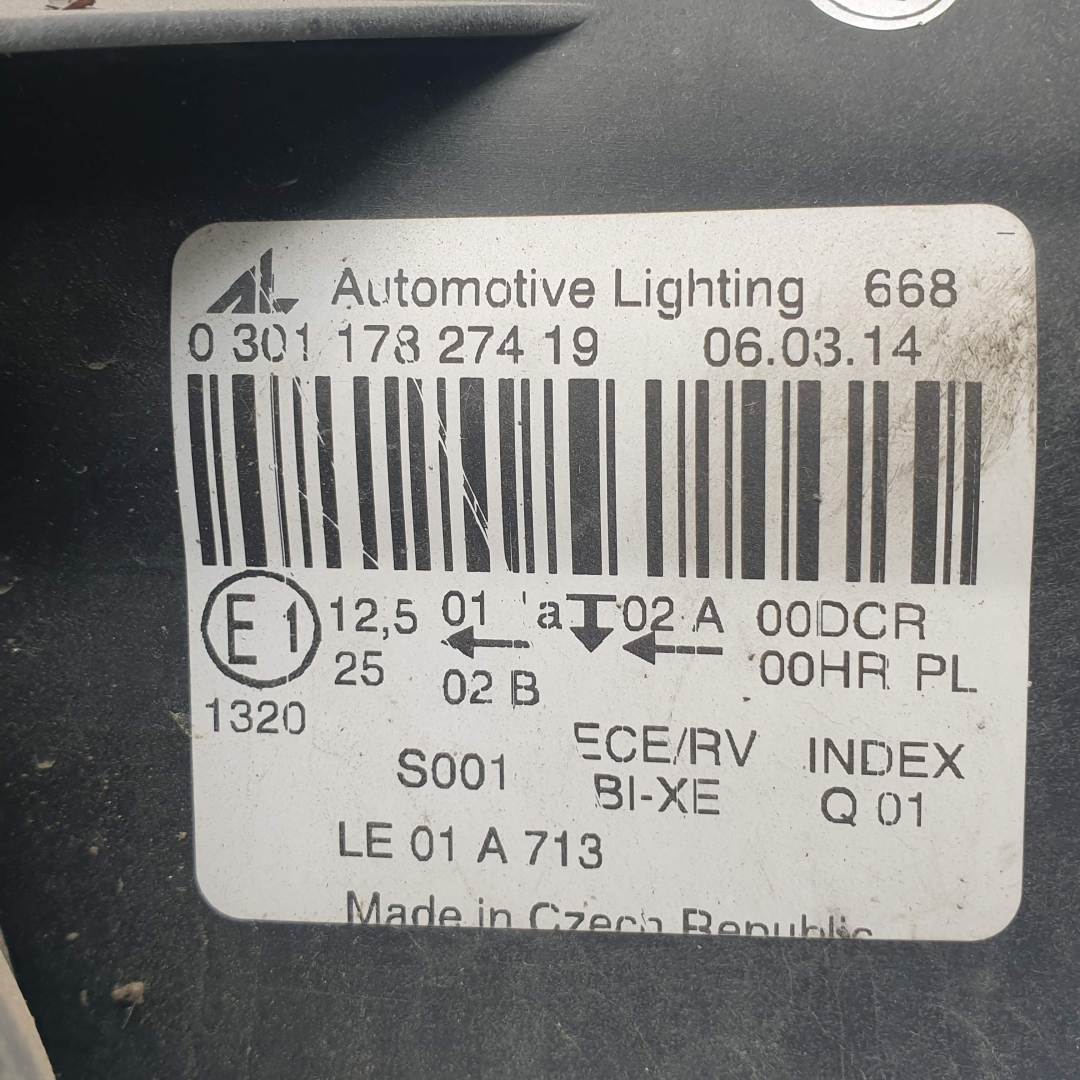 AL Automotive Lighting 668
0 301 178 274 19 06.03.14
E1 12,5 01 a 02 A 00DCR
25 02 B 00HR PL
1320
S001 ECE/RV INDEX
BI-XE Q 01
LE 01 A 713
Made in Czech Republic